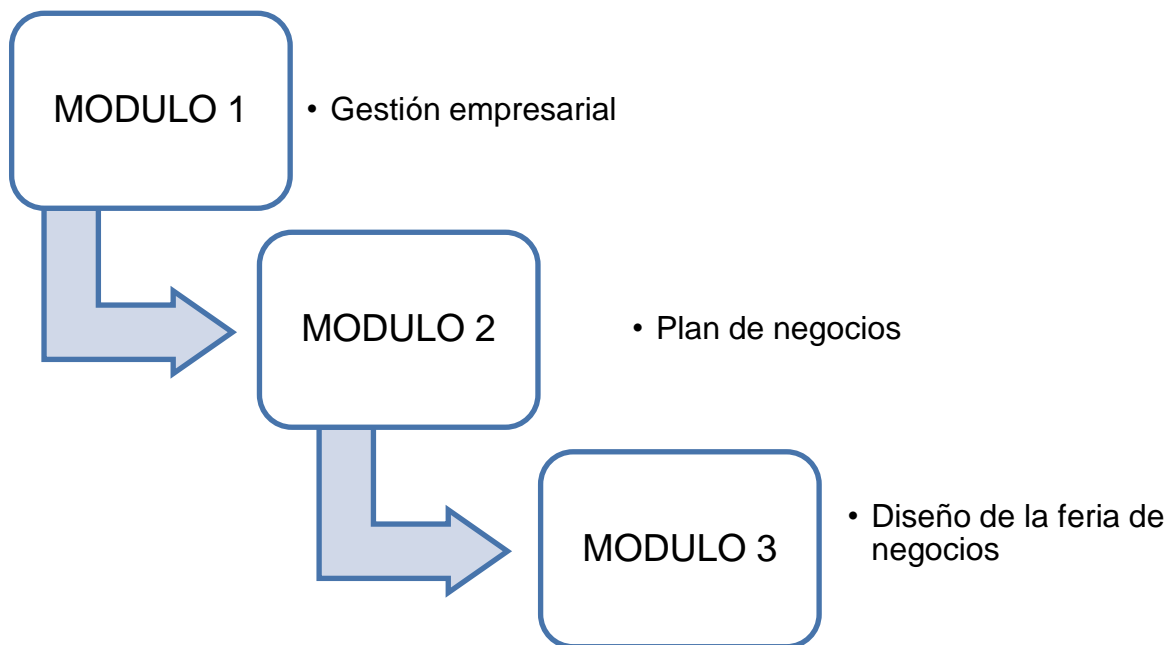 MODULO 1
• Gestión empresarial
MODULO 2
• Plan de negocios
MODULO 3
• Diseño de la feria de
negocios